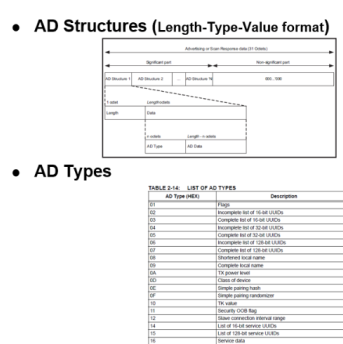 ● AD Structures (Length-Type-Value format)
Advertising or Scan Response data (31 Octets)
Significant part Non-significant part
AD Structure 1 AD Structure 2 ... AD Structure N 000...000
1 octet Length octets
Length Data
n octets Length - n octets
AD Type AD Data
● AD Types
TABLE 2-14: LIST OF AD TYPES
AD Type (HEX) Description
01 Flags
02 Incomplete list of 16-bit UUIDs
03 Complete list of 16-bit UUIDs
04 Incomplete list of 32-bit UUIDs
05 Complete list of 32-bit UUIDs
06 Incomplete list of 128-bit UUIDs
07 Complete list of 128-bit UUIDs
08 Shortened local name
09 Complete local name
0A TX power level
0D Class of device
0E Simple pairing hash
0F Simple pairing randomizer
10 TK value
11 Security OOB flag
12 Slave connection interval range
14 List of 16-bit service UUIDs
15 List of 128-bit service UUIDs
16 Service data